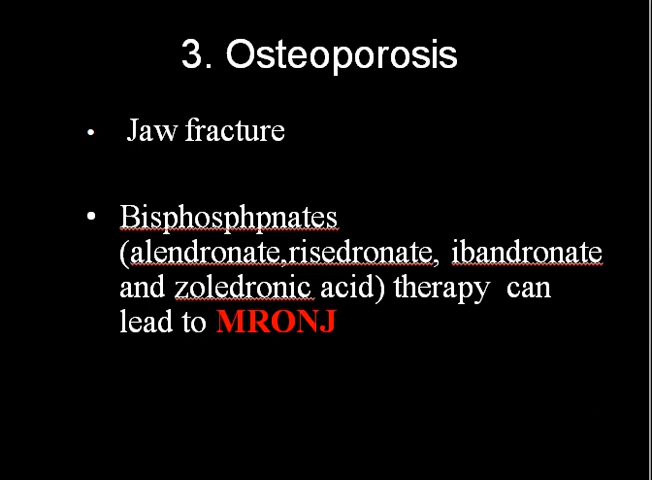 3. Osteoporosis
• Jaw fracture
• Bisphosphpnates
(alendronate,risedronate, ibandronate
and zoledronic acid) therapy can
lead to MRONJ